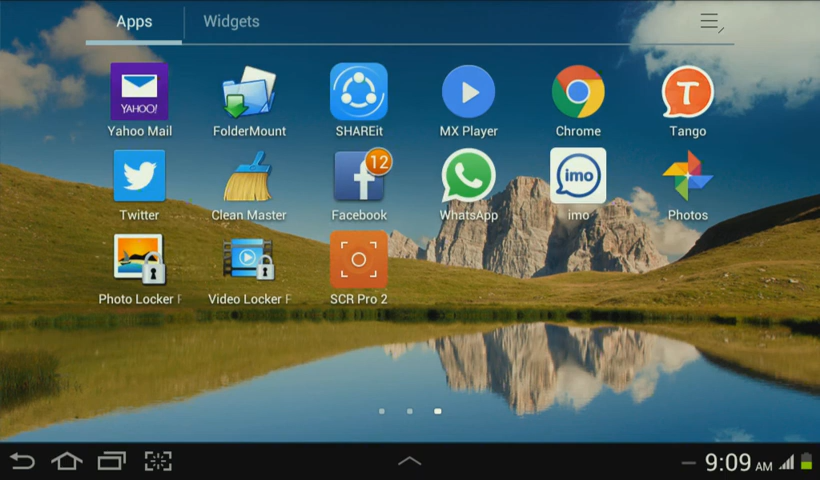 Apps
Widgets
YAHOO!
Yahoo Mail
FolderMount
SHAREit
MX Player
Chrome
T
Tango
Twitter
Clean Master
12
f
Facebook
WhatsApp
imo
imo
Photos
Photo Locker
Video Locker
SCR Pro 2
9:09 AM